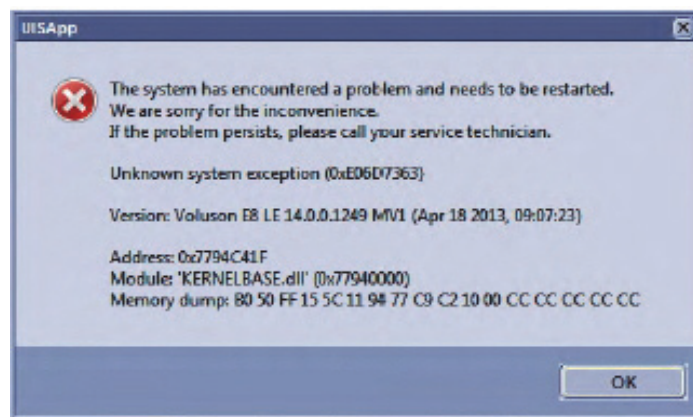 UISApp
The system has encountered a problem and needs to be restarted.
We are sorry for the inconvenience.
If the problem persists, please call your service technician.
Unknown system exception (0xE06D7363)
Version: Voluson E8 LE 14.0.0.1249 MV1 (Apr 18 2013, 09:07:23)
Address: 0x7794C41F
Module: 'KERNELBASE.dll' (0x77940000)
Memory dump: 80 50 FF 15 5C 11 94 77 C9 C2 10 00 CC CC CC CC CC
OK